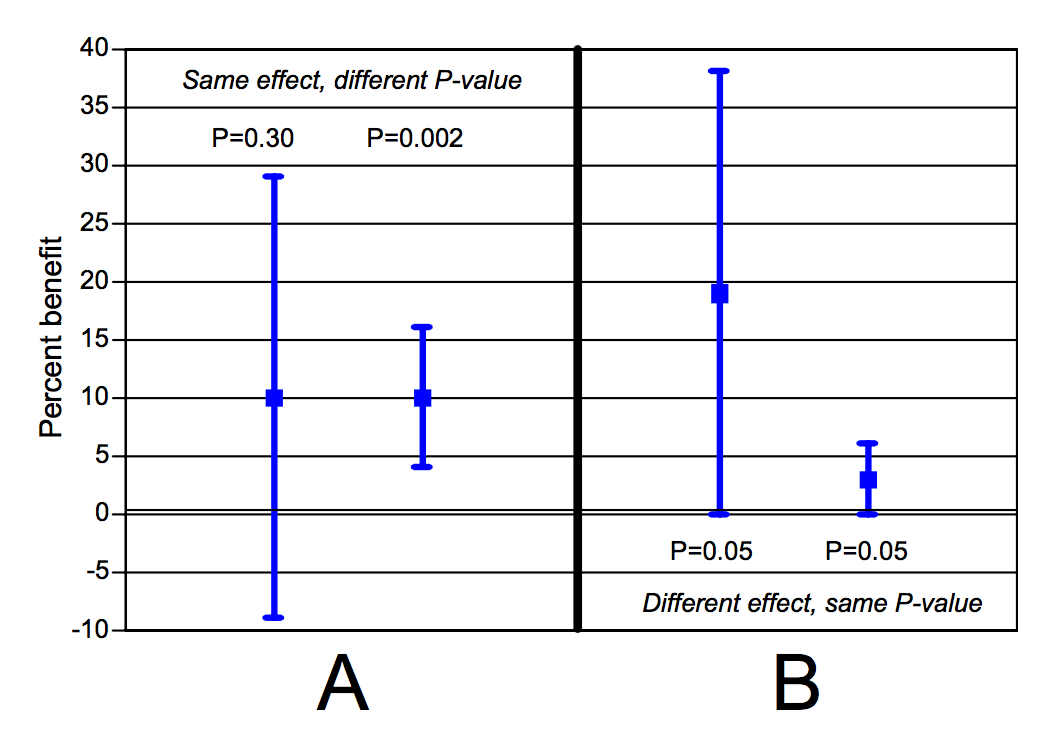 Same effect, different P-value
P=0.30 P=0.002
40
35
30
25
20
15
10
5
0
-5
-10
Percent benefit
P=0.05 P=0.05
Different effect, same P-value
A B